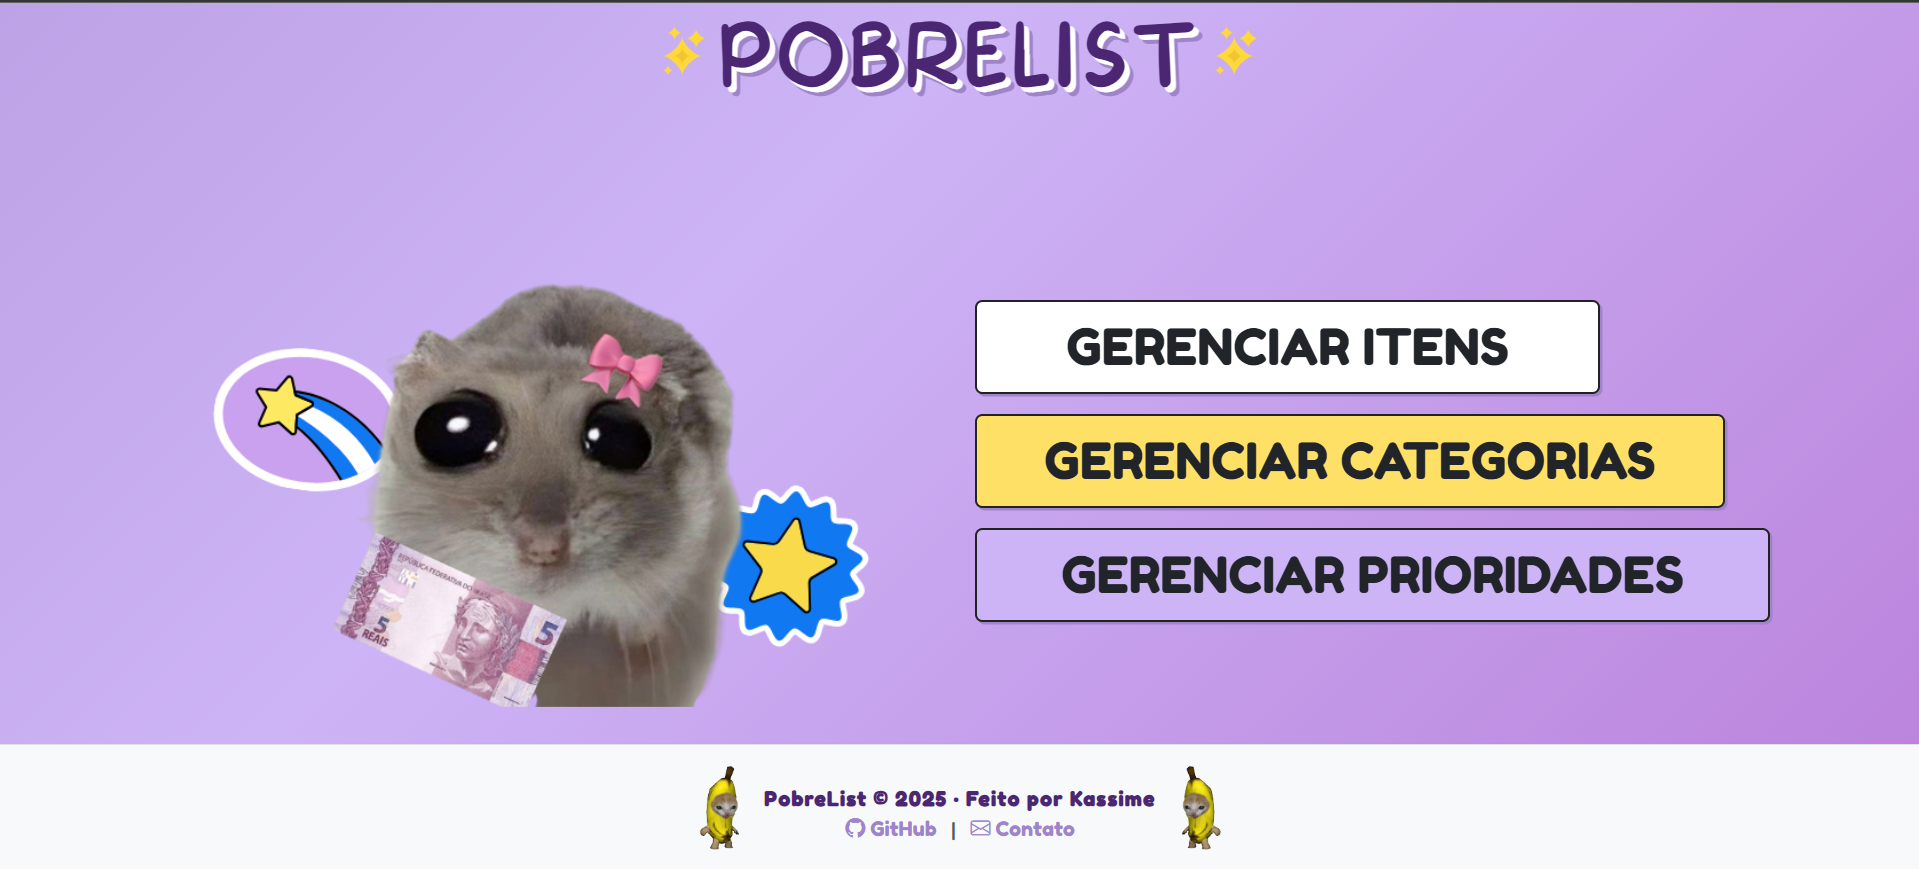 POBRELIST
GERENCIAR ITENS
GERENCIAR CATEGORIAS
GERENCIAR PRIORIDADES
REPÚBLICA FEDERATIVA DO BRASIL
5
REAIS
5
PobreList © 2025 · Feito por Kassime
GitHub | Contato